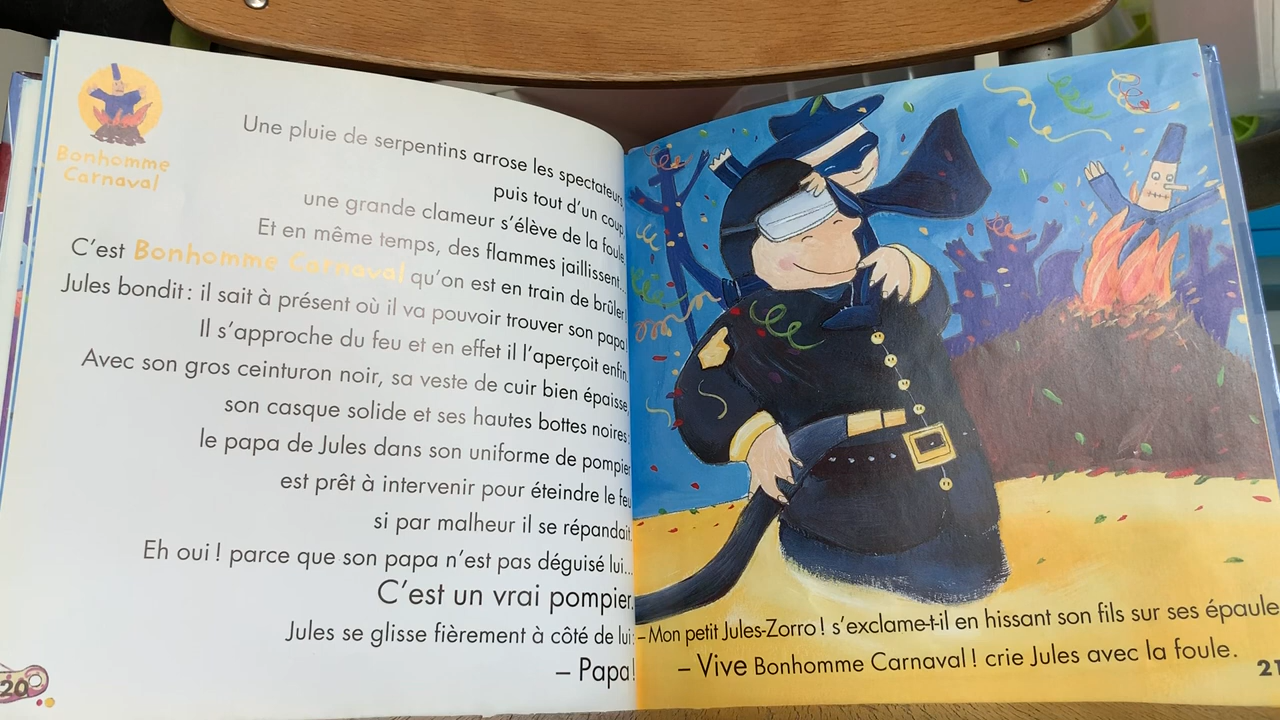 Bonhomme
Carnaval
Une pluie de serpentins arrose les spectateurs,
puis tout d'un coup,
une grande clameur s'élève de la foule.
Et en même temps, des flammes jaillissent...
C'est Bonhomme Carnaval qu'on est en train de brûler!
Jules bondit : il sait à présent où il va pouvoir trouver son papa!
Il s'approche du feu et en effet il l'aperçoit enfin.
Avec son gros ceinturon noir, sa veste de cuir bien épaisse,
son casque solide et ses hautes bottes noires:
le papa de Jules dans son uniforme de pompier
est prêt à intervenir pour éteindre le feu
si par malheur il se répandait.
Eh oui ! parce que son papa n'est pas déguisé lui...
C'est un vrai pompier.
Jules se glisse fièrement à côté de lui:
– Papa!
20
– Mon petit Jules-Zorro ! s'exclame-t-il en hissant son fils sur ses épaule
– Vive Bonhomme Carnaval ! crie Jules avec la foule.
21